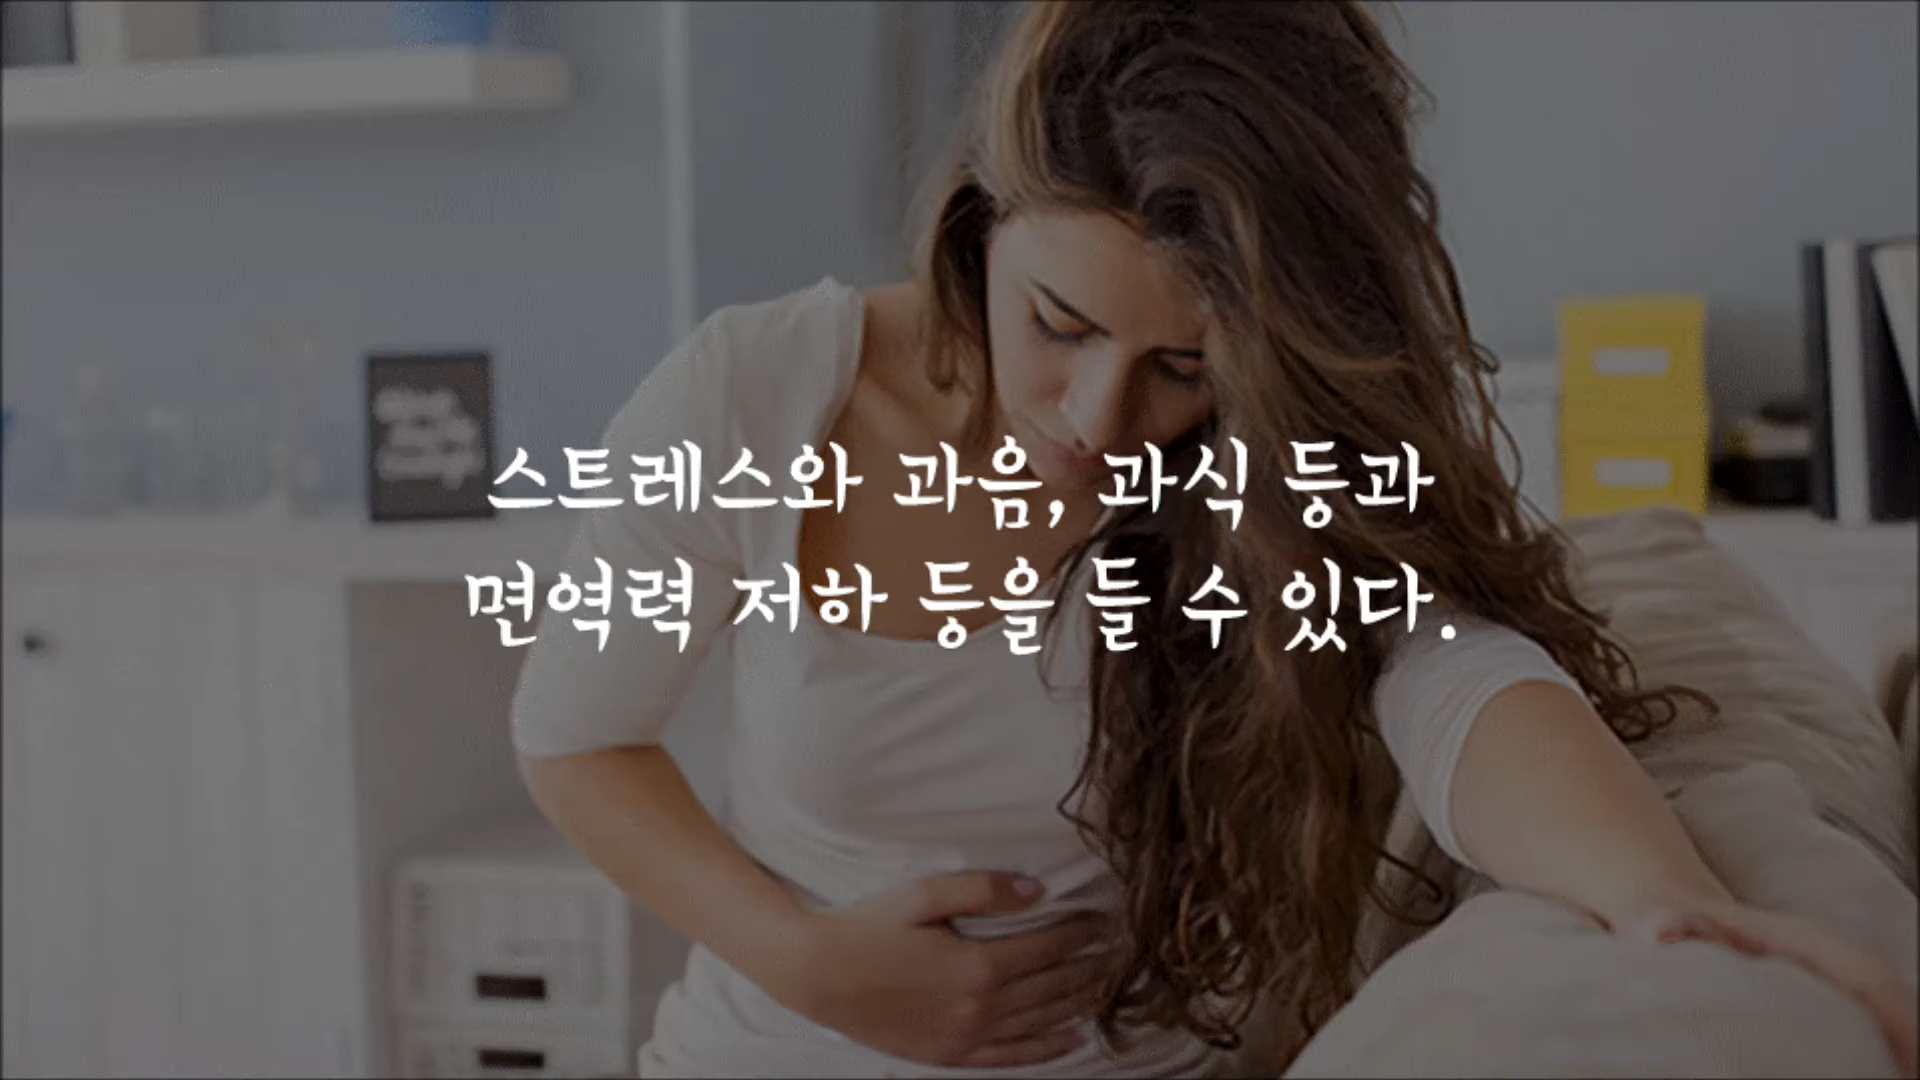 스트레스와 과음, 과식 등과
면역력 저하 등을 들 수 있다.